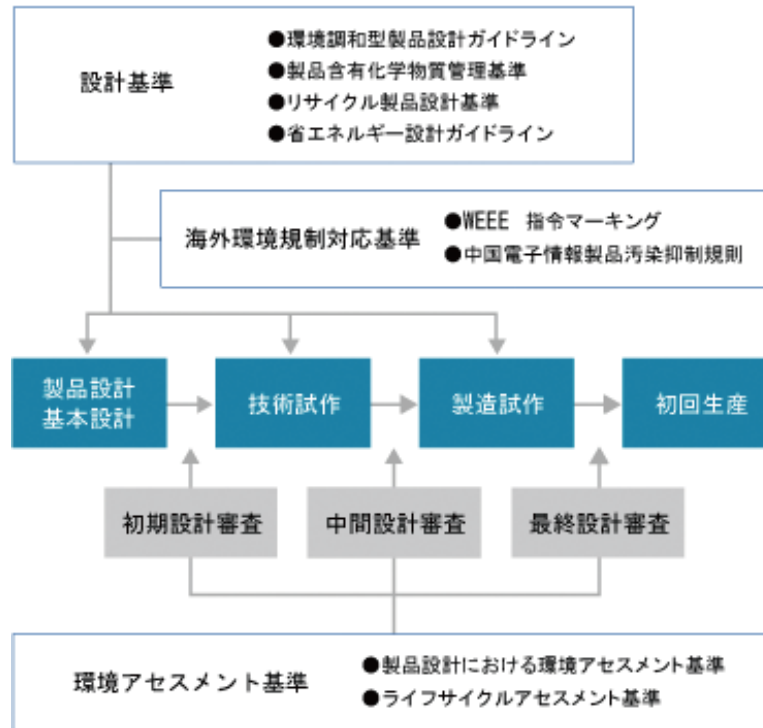 設計基準
●環境調和型製品設計ガイドライン
●製品含有化学物質管理基準
●リサイクル製品設計基準
●省エネルギー設計ガイドライン
海外環境規制対応基準
●WEEE 指令マーキング
●中国電子情報製品汚染抑制規則
製品設計
基本設計
技術試作
製造試作
初回生産
初期設計審査
中間設計審査
最終設計審査
環境アセスメント基準
●製品設計における環境アセスメント基準
●ライフサイクルアセスメント基準